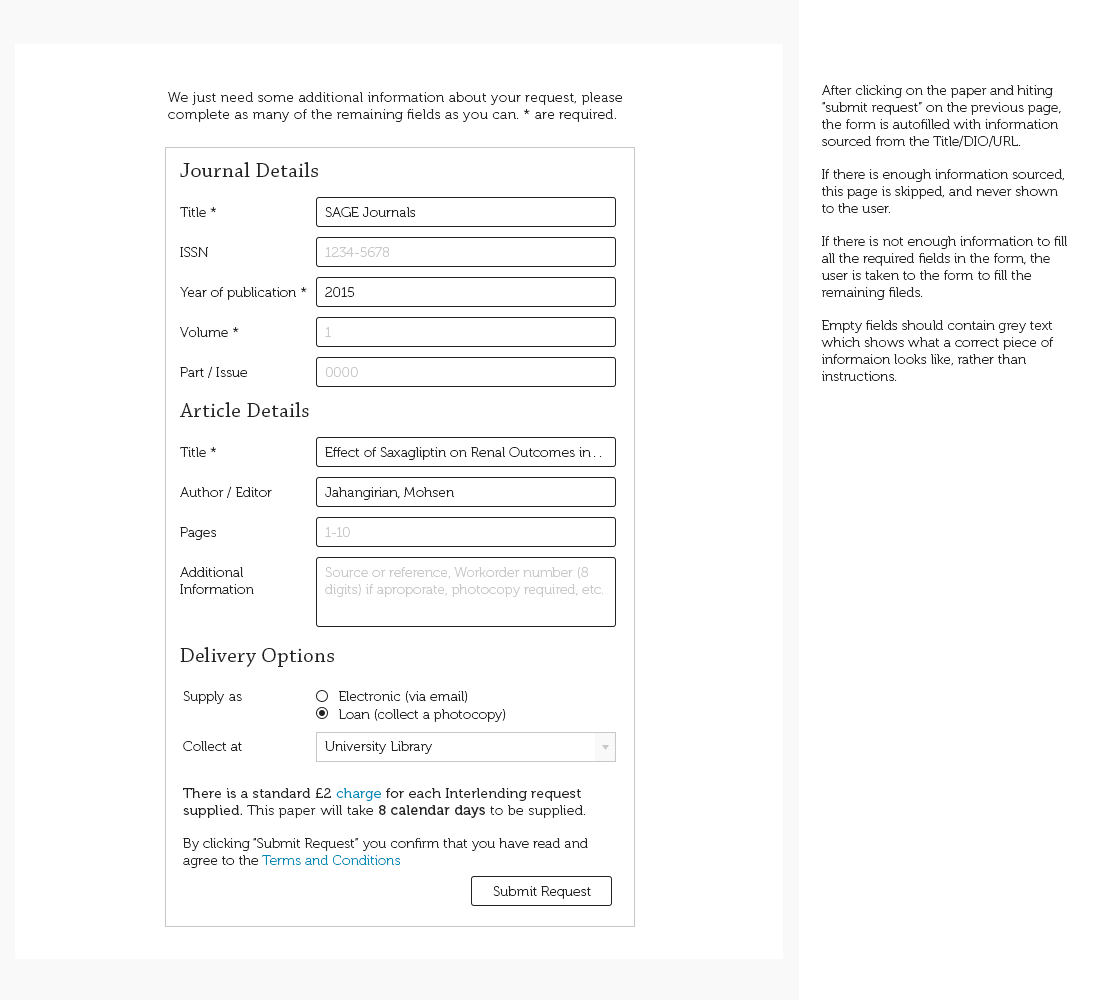 We just need some additional information about your request, please
complete as many of the remaining fields as you can. * are required.
Journal Details
Title *
SAGE Journals
ISSN
1234-5678
Year of publication *
2015
Volume *
1
Part / Issue
0000
Article Details
Title *
Effect of Saxagliptin on Renal Outcomes in . .
Author / Editor
Jahangirian, Mohsen
Pages
1-10
Additional
Information
Source or reference, Workorder number (8
digits) if aproporate, photocopy required, etc.
Delivery Options
Supply as
Electronic (via email)
Loan (collect a photocopy)
Collect at
University Library
There is a standard £2 charge for each Interlending request
supplied. This paper will take 8 calendar days to be supplied.
By clicking "Submit Request" you confirm that you have read and
agree to the Terms and Conditions
Submit Request
After clicking on the paper and hiting
"submit request" on the previous page,
the form is autofilled with information
sourced from the Title/DIO/URL.
If there is enough information sourced,
this page is skipped, and never shown
to the user.
If there is not enough information to fill
all the required fields in the form, the
user is taken to the form to fill the
remaining fileds.
Empty fields should contain grey text
which shows what a correct piece of
informaion looks like, rather than
instructions.